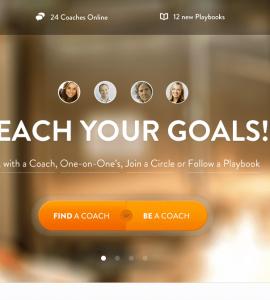 24 Coaches Online
12 new Playbooks
EACH YOUR GOALS!
with a Coach, One-on-One's, Join a Circle or Follow a Playbook
FIND A COACH
BE A COACH